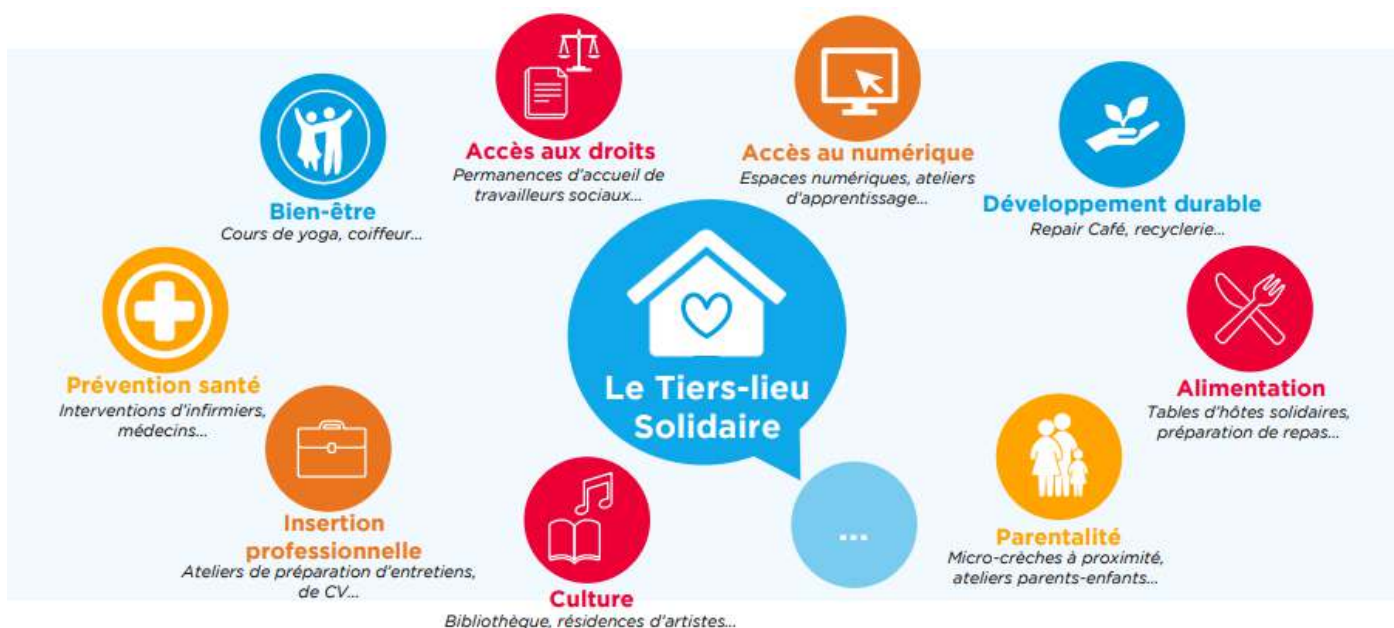 Accès aux droits
Permanences d'accueil de
travailleurs sociaux...
Accès au numérique
Espaces numériques, ateliers
d'apprentissage...
Bien-être
Cours de yoga, coiffeur...
Développement durable
Repair Café, recyclerie...
Prévention santé
Interventions d'infirmiers,
médecins...
Le Tiers-lieu
Solidaire
Alimentation
Tables d'hôtes solidaires,
préparation de repas...
Insertion
professionnelle
Ateliers de préparation d'entretiens,
de CV...
Culture
Bibliothèque, résidences d'artistes...
...
Parentalité
Micro-crèches à proximité,
ateliers parents-enfants...